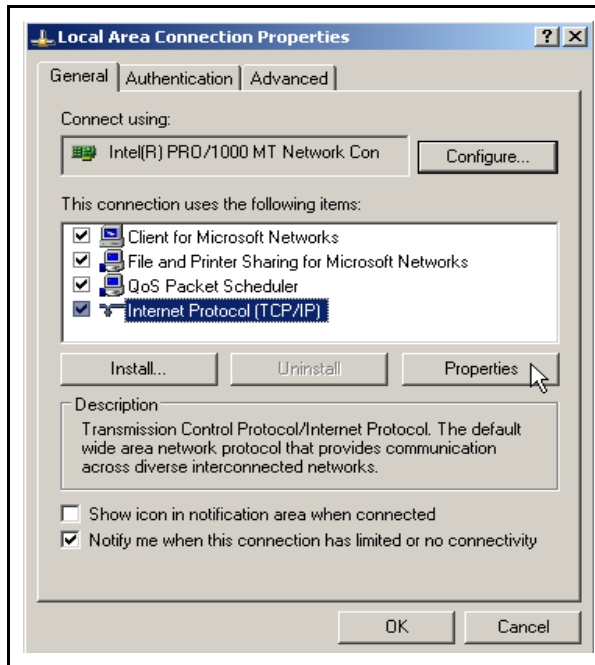 Local Area Connection Properties
General Authentication Advanced
Connect using:
Intel(R) PRO/1000 MT Network Con Configure...
This connection uses the following items:
Client for Microsoft Networks
File and Printer Sharing for Microsoft Networks
QoS Packet Scheduler
Internet Protocol (TCP/IP)
Install... Uninstall Properties
Description
Transmission Control Protocol/Internet Protocol. The default
wide area network protocol that provides communication
across diverse interconnected networks.
Show icon in notification area when connected
Notify me when this connection has limited or no connectivity
OK Cancel